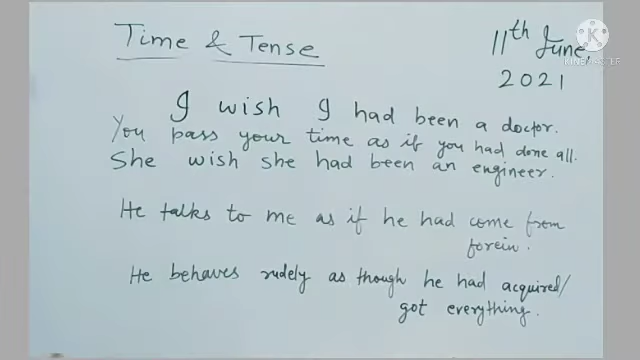 Time & Tense
11th June,
2021
I wish I had been a doctor.
You pass your time as if you had done all.
She wish she had been an engineer.
He talks to me as if he had come from
forein.
He behaves rudely as though he had acquired/
got everything.
KINEMASTER